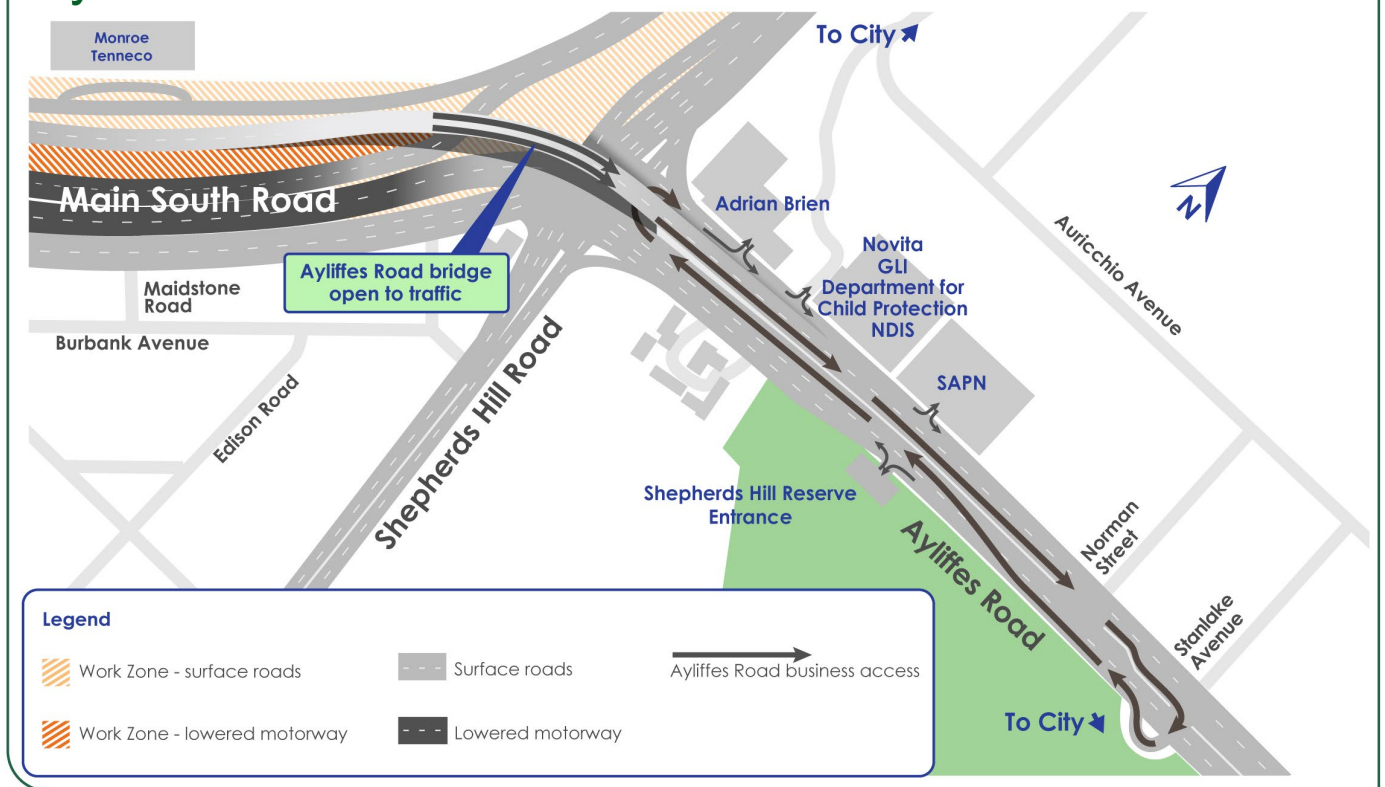 Monroe
Tenneco
To City
Main South Road
Adrian Brien
Novita
GLI
Department for
Child Protection
NDIS
N
Auricchio Avenue
Ayliffes Road bridge
open to traffic
Maidstone
Road
Burbank Avenue
Edison Road
Shepherds Hill Road
SAPN
Shepherds Hill Reserve
Entrance
Ayliffes Road
Norman
Street
Stanlake
Avenue
To City
Legend
Work Zone - surface roads
Surface roads
Ayliffes Road business access
Work Zone - lowered motorway
Lowered motorway